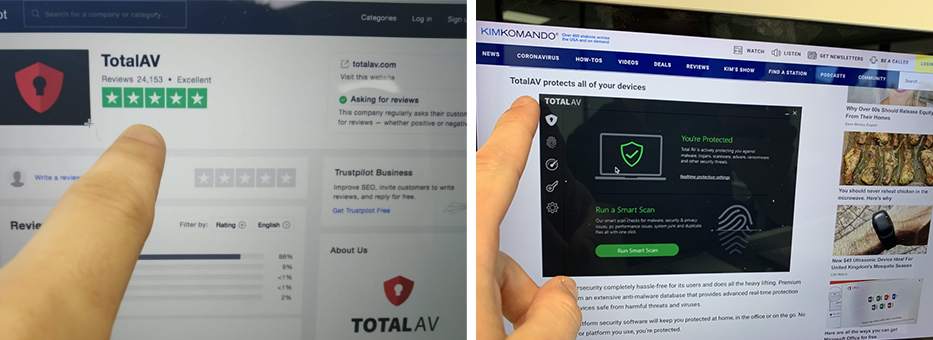 ot
Search for a company or category...
Categories
Log in
Sign u
TotalAV
Reviews 24,153 • Excellent
totalav.com
Visit this website
Asking for reviews
This company regularly asks their custom
for reviews — whether positive or negativ
Write a revie
Trustpilot Business
Improve SEO, invite customers to write
reviews, and reply for free.
Get Trustpilot Free
Revie
Filter by:
Rating
English
88%
9%
<1%
<1%
2%
About Us
TOTALAV
KIMKOMANDO®
Over 400 stations across
the USA and on demand
WATCH
LISTEN
GET NEWSLETTERS
BE A CALLER
LOGIN
NEWS
CORONAVIRUS
HOW-TOS
VIDEOS
DEALS
REVIEWS
KIM'S SHOW
FIND A STATION
PODCASTS
COMMUNITY
Search ...
TotalAV protects all of your devices
TOTALAV
You're Protected
Total AV is actively protecting you against
malware, trojans, scanners, adware, ransomware
and other security threats.
Realtime protection settings
Run a Smart Scan
Our smart scan checks for malware, security & privacy
issues, pc performance issues, system junk and duplicate
files all with one click.
Run Smart Scan
ersecurity completely hassle-free for its users and does all the heavy lifting. Premium
m an extensive anti-malware database that provides advanced real-time protection
vices safe from harmful threats and viruses.
atform security software will keep you protected at home, in the office or on the go. No
or platform you use, you're protected.
Why Over 60s Should Release Equity
From Their Homes
You should never reheat chicken in the
microwave. Here's why
New $49 Ultrasonic Device Ideal For
United Kingdom's Mosquito Season
Here are all the ways you can get
Microsoft Office for free